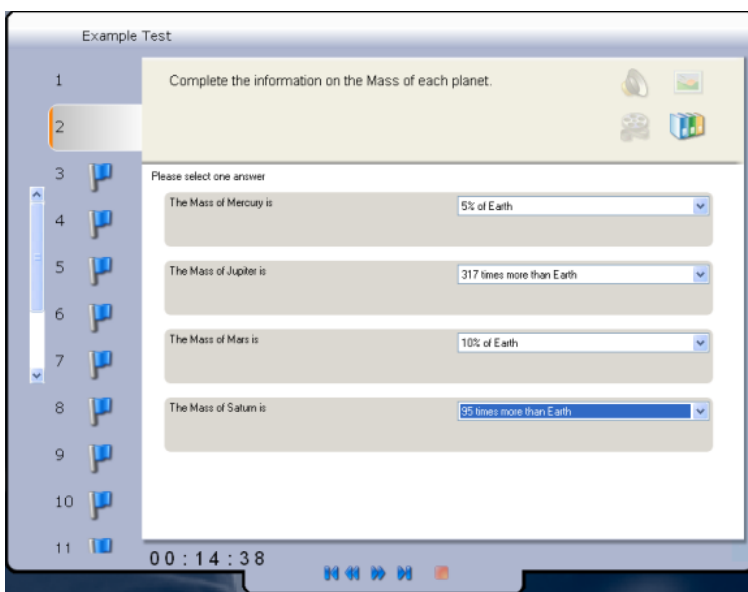 Example Test
1
Complete the information on the Mass of each planet.
2
3
Please select one answer
The Mass of Mercury is
5% of Earth
4
5
The Mass of Jupiter is
317 times more than Earth
6
The Mass of Mars is
10% of Earth
7
8
The Mass of Saturn is
95 times more than Earth
9
10
11
00:14:38